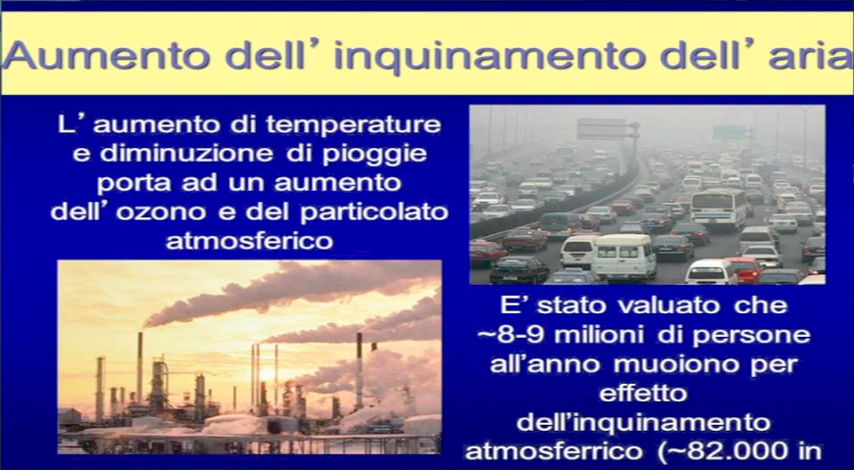 Aumento dell’inquinamento dell’aria
L’aumento di temperature
e diminuzione di pioggie
porta ad un aumento
dell’ozono e del particolato
atmosferico
E’ stato valuato che
~8-9 milioni di persone
all’anno muoiono per
effetto
dell’inquinamento
atmosferrico (~82.000 in